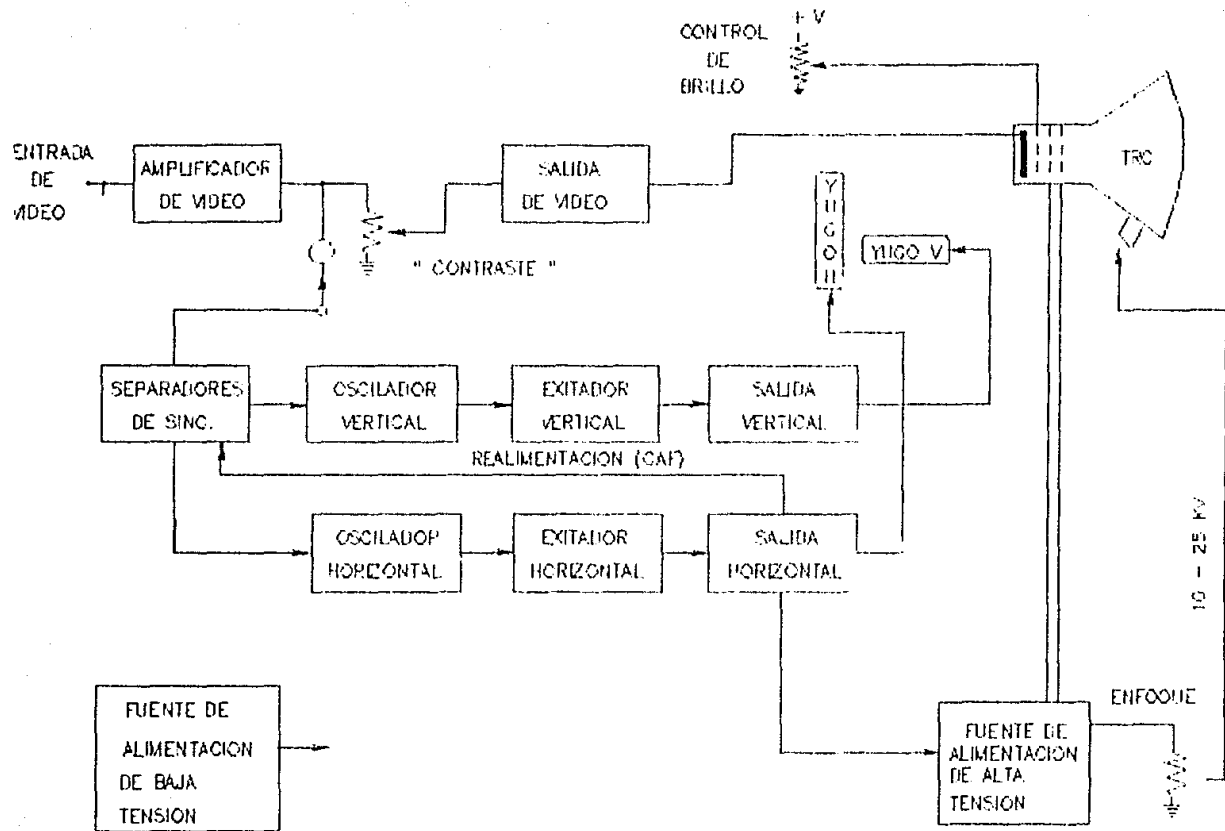 + V
CONTROL
DE
BRILLO
ENTRADA
DE
VIDEO
AMPLIFICADOR
DE VIDEO
SALIDA
DE VIDEO
TRC
YUGO H
YUGO V
" CONTRASTE "
SEPARADORES
DE SINC.
OSCILADOR
VERTICAL
EXITADOR
VERTICAL
SALIDA
VERTICAL
REALIMENTACION (CAF)
OSCILADOR
HORIZONTAL
EXITADOR
HORIZONTAL
SALIDA
HORIZONTAL
10 - 25 KV
FUENTE DE
ALIMENTACION
DE BAJA
TENSION
FUENTE DE
ALIMENTACION
DE ALTA
TENSION
ENFOQUE